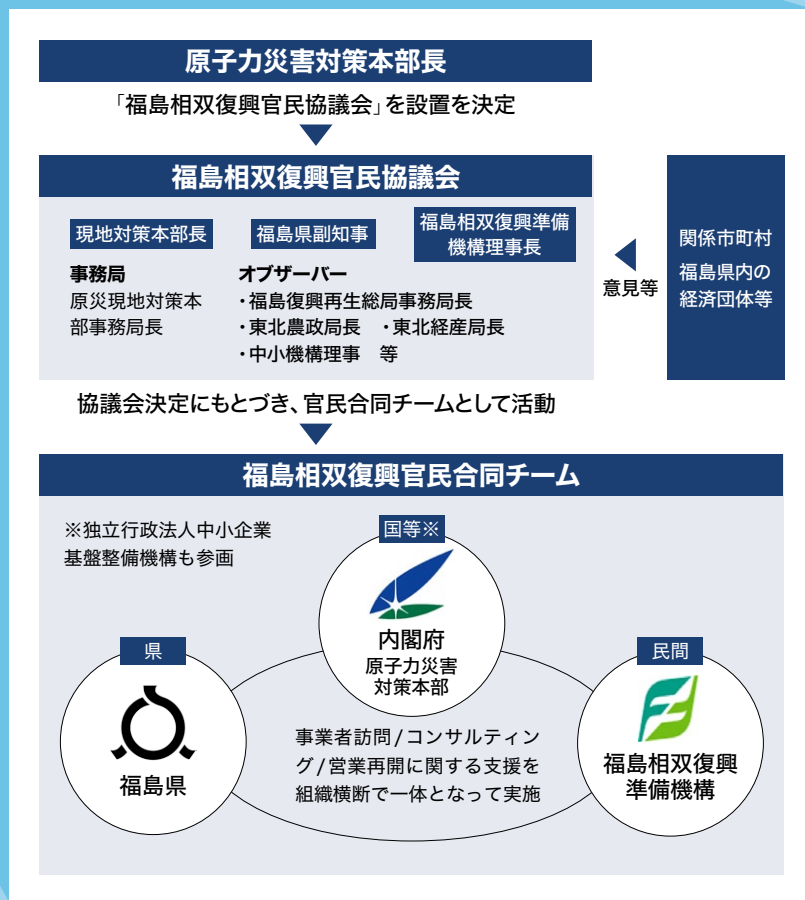 原子力災害対策本部長
「福島相双復興官民協議会」を設置を決定
福島相双復興官民協議会
現地対策本部長
福島県副知事
福島相双復興準備
機構理事長
事務局
原災現地対策本
部事務局長
オブザーバー
・福島復興再生総局事務局長
・東北農政局長　・東北経産局長
・中小機構理事　等
意見等
関係市町村
福島県内の
経済団体等
協議会決定にもとづき、官民合同チームとして活動
福島相双復興官民合同チーム
※独立行政法人中小企業
基盤整備機構も参画
国等※
内閣府
原子力災害
対策本部
県
福島県
民間
福島相双復興
準備機構
事業者訪問/コンサルティン
グ/営業再開に関する支援を
組織横断で一体となって実施